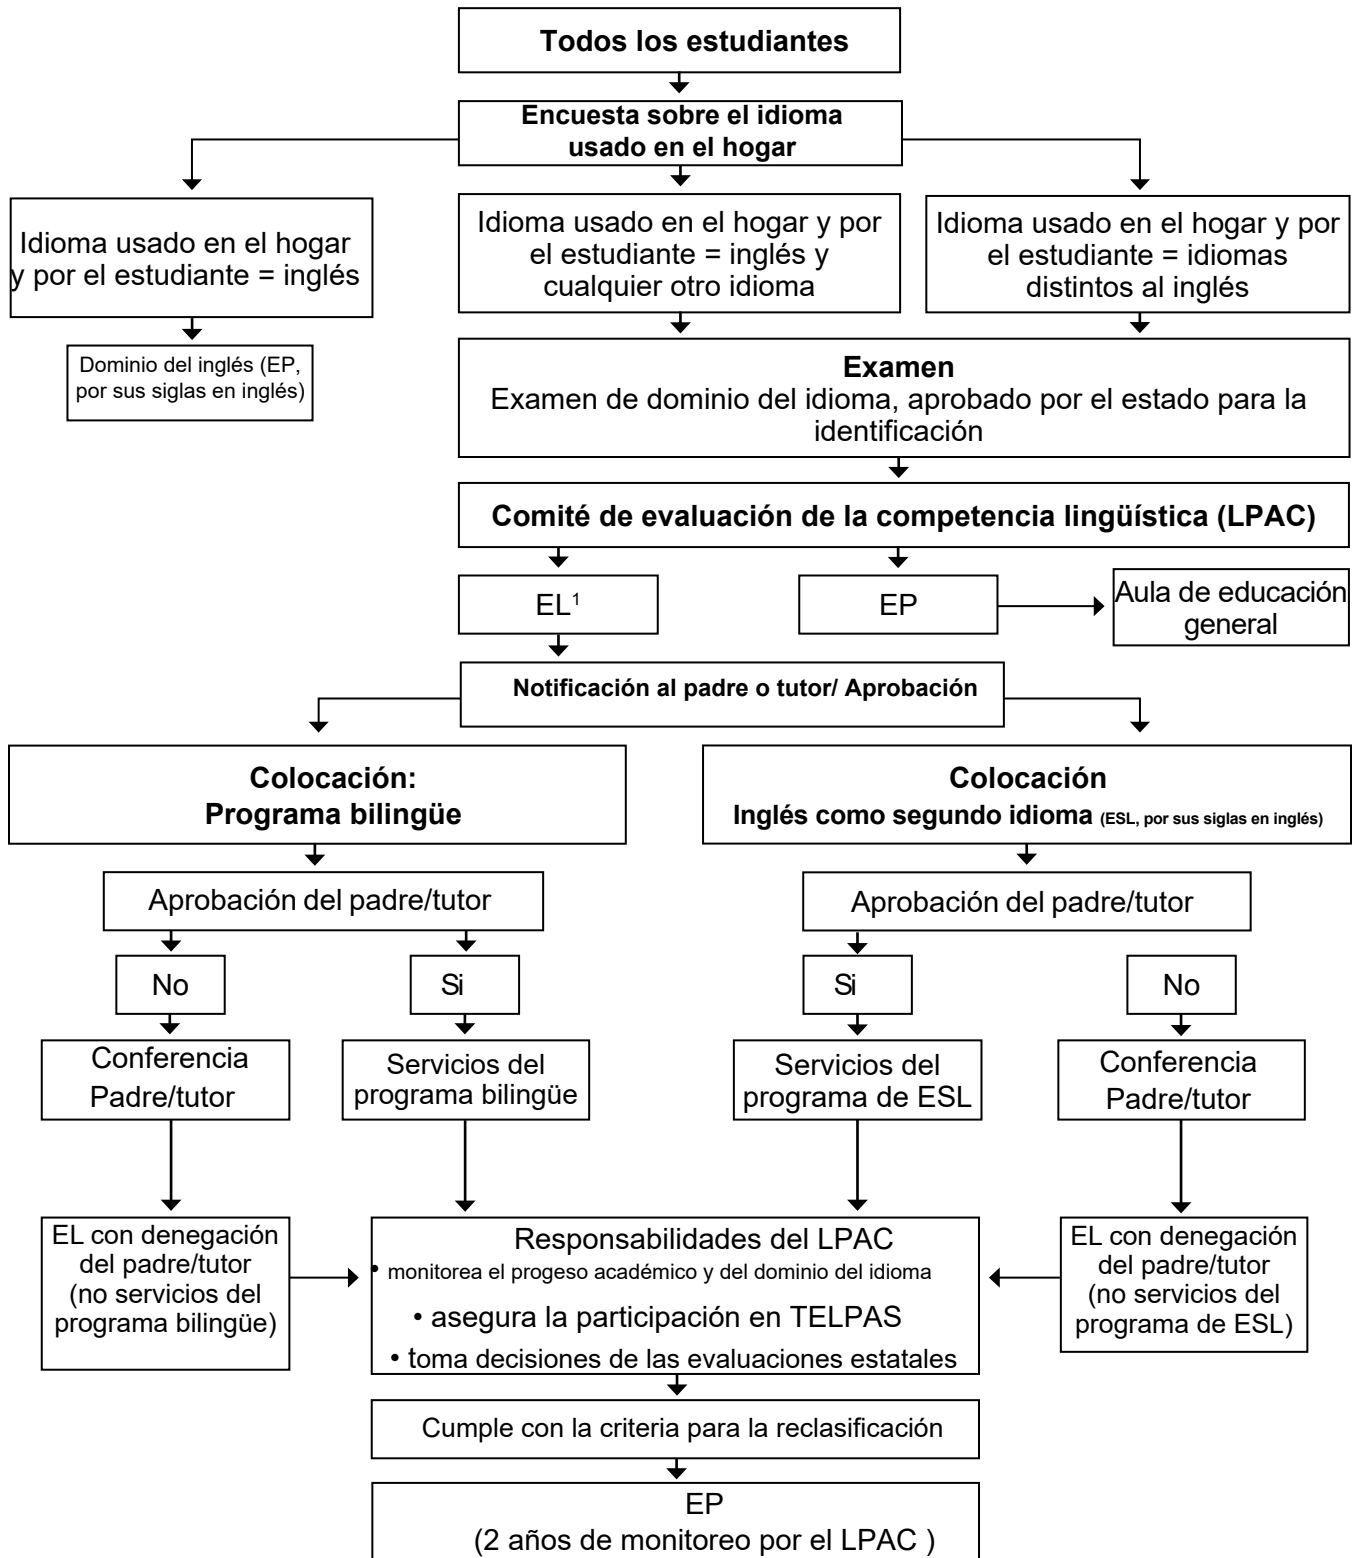 Todos los estudiantes
Encuesta sobre el idioma
usado en el hogar
Idioma usado en el hogar
y por el estudiante = inglés
Idioma usado en el hogar y por
el estudiante = inglés y
cualquier otro idioma
Idioma usado en el hogar y por
el estudiante = idiomas
distintos al inglés
Dominio del inglés (EP,
por sus siglas en inglés)
Examen
Examen de dominio del idioma, aprobado por el estado para la
identificación
Comité de evaluación de la competencia lingüística (LPAC)
EL¹
EP
Aula de educación
general
Notificación al padre o tutor/ Aprobación
Colocación:
Programa bilingüe
Colocación
Inglés como segundo idioma (ESL, por sus siglas en inglés)
Aprobación del padre/tutor
Aprobación del padre/tutor
No
Si
Si
No
Conferencia
Padre/tutor
Servicios del
programa bilingüe
Servicios del
programa de ESL
Conferencia
Padre/tutor
EL con denegación
del padre/tutor
(no servicios del
programa bilingüe)
Responsabilidades del LPAC
• monitorea el progeso académico y del dominio del idioma
• asegura la participación en TELPAS
• toma decisiones de las evaluaciones estatales
EL con denegación
del padre/tutor
(no servicios del
programa de ESL)
Cumple con la criteria para la reclasificación
EP
(2 años de monitoreo por el LPAC )